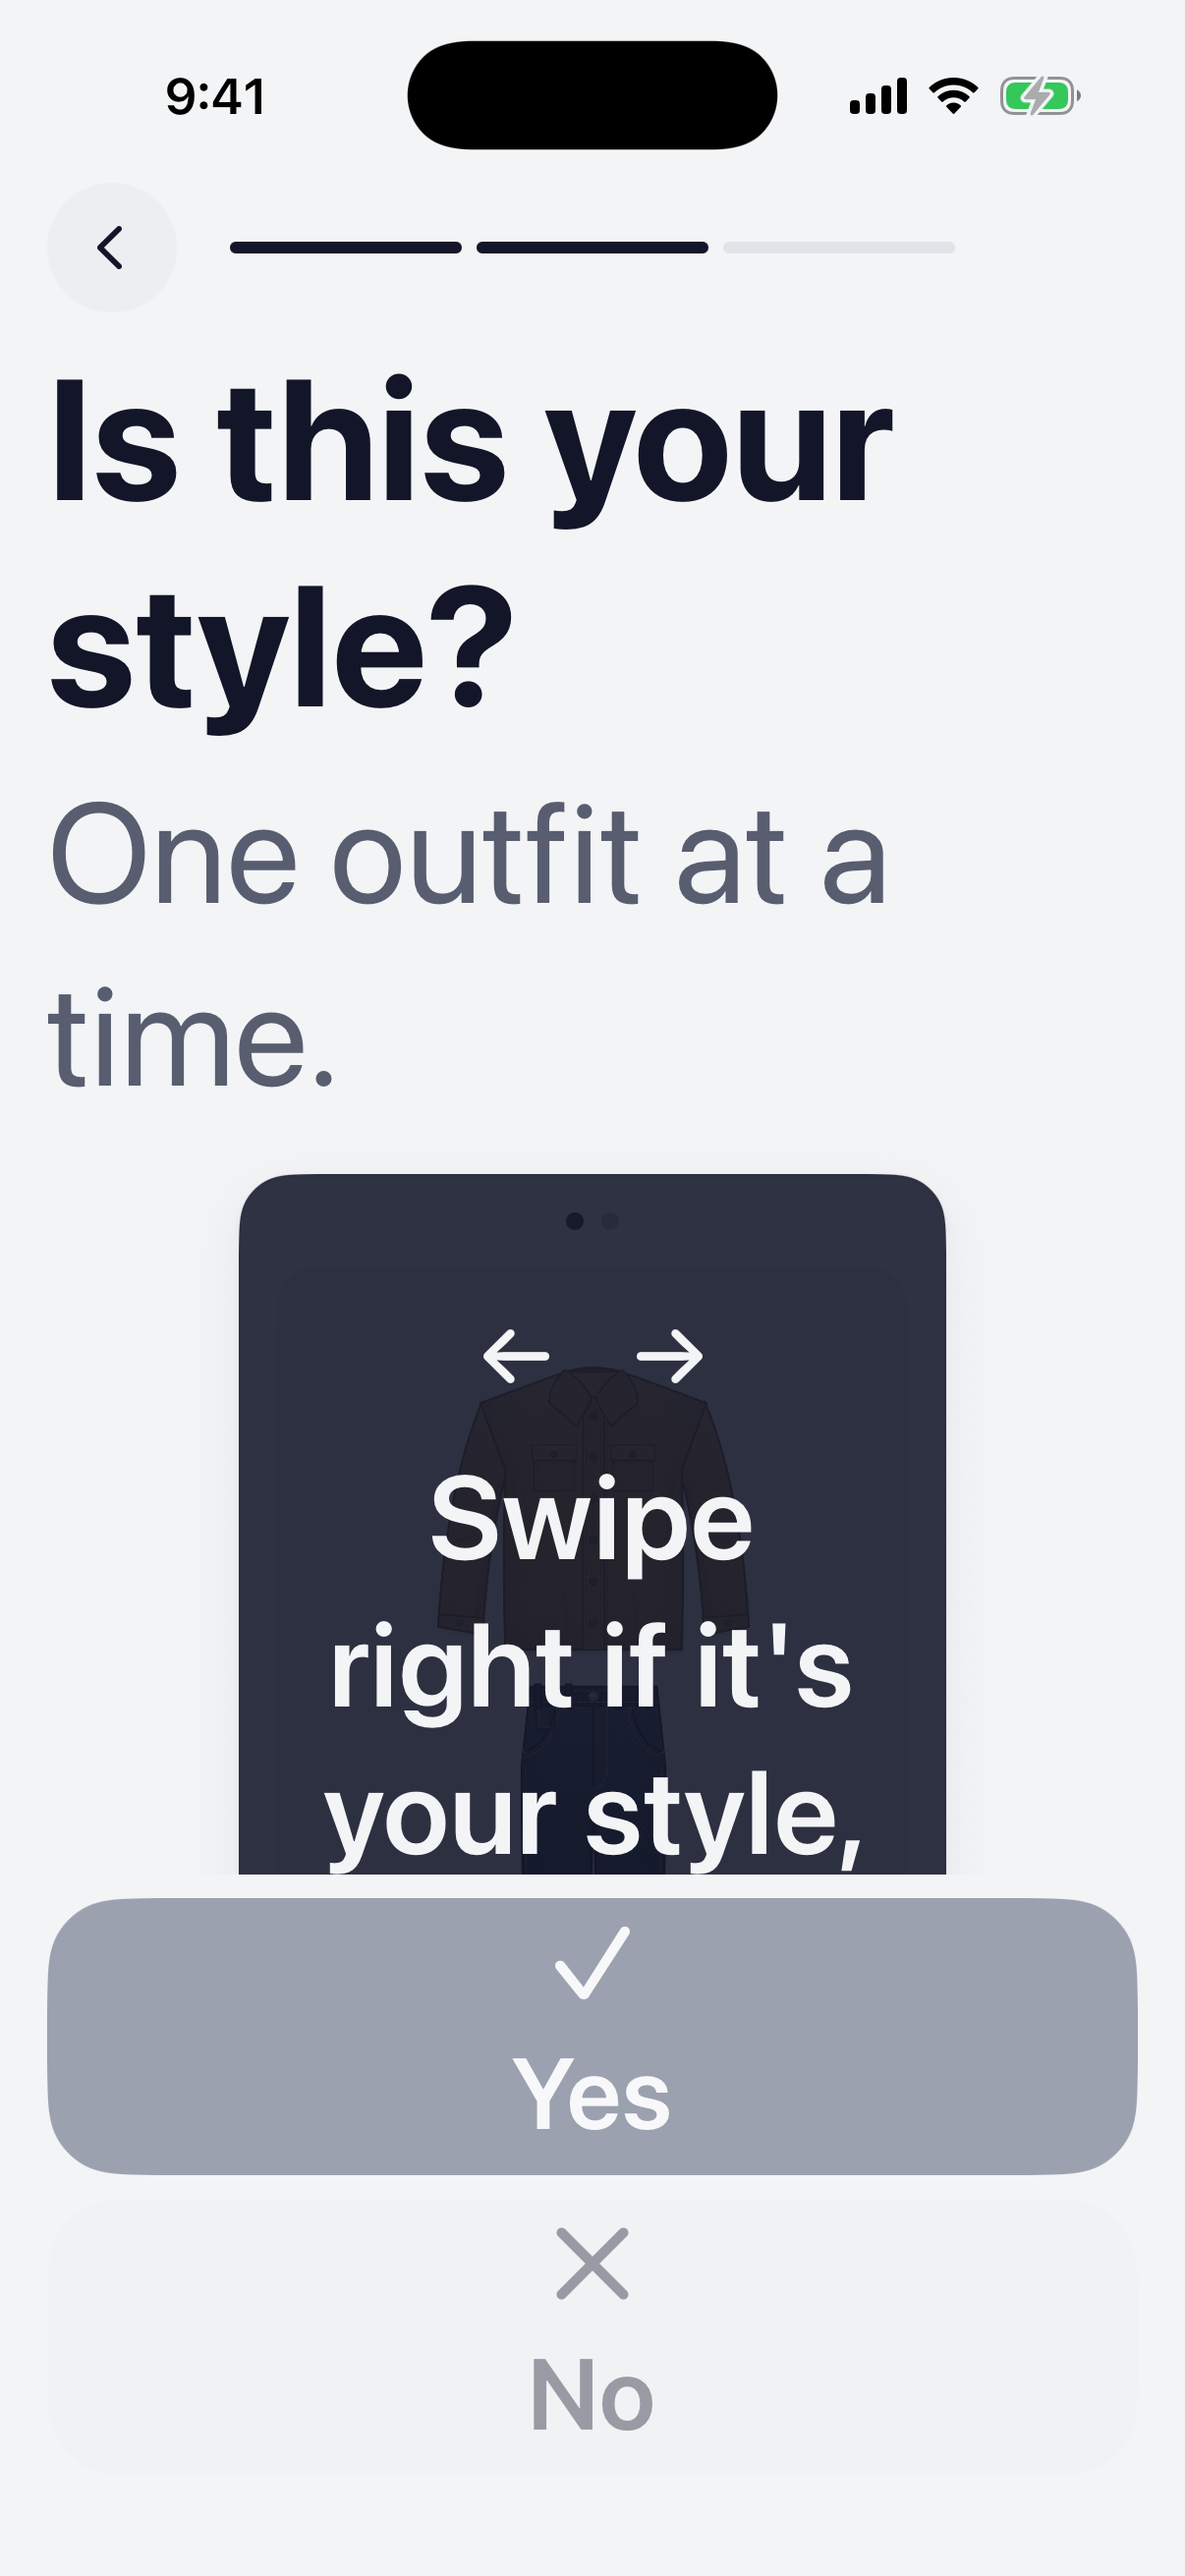 9:41
Is this your
style?
One outfit at a
time.
Swipe
right if it's
your style,
Yes
No